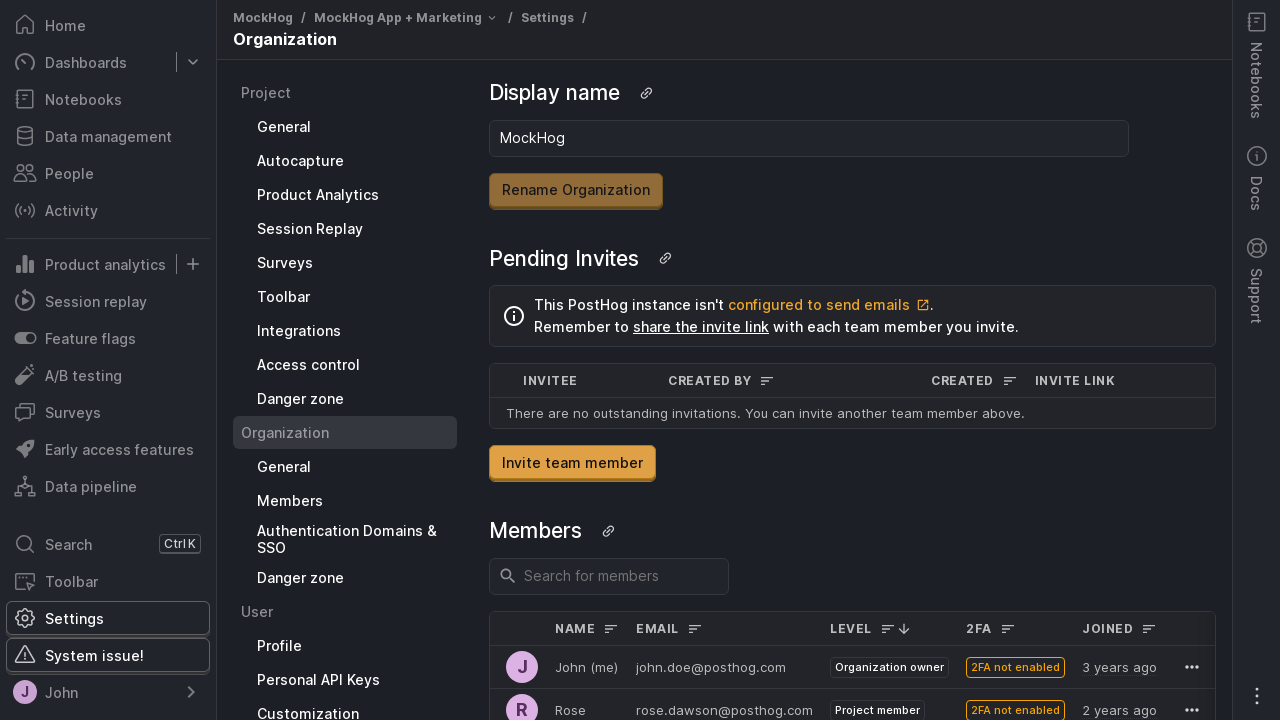 Home
Dashboards
Notebooks
Data management
People
Activity
Product analytics
Session replay
Feature flags
A/B testing
Surveys
Early access features
Data pipeline
Search Ctrl K
Toolbar
Settings
System issue!
J John
MockHog / MockHog App + Marketing / Settings /
Organization
Project
General
Autocapture
Product Analytics
Session Replay
Surveys
Toolbar
Integrations
Access control
Danger zone
Organization
General
Members
Authentication Domains &
SSO
Danger zone
User
Profile
Personal API Keys
Customization
Display name
MockHog
Rename Organization
Pending Invites
This PostHog instance isn't configured to send emails.
Remember to share the invite link with each team member you invite.
INVITEE CREATED BY CREATED INVITE LINK
There are no outstanding invitations. You can invite another team member above.
Invite team member
Members
Search for members
NAME EMAIL LEVEL 2FA JOINED
J John (me) john.doe@posthog.com Organization owner 2FA not enabled 3 years ago
R Rose rose.dawson@posthog.com Project member 2FA not enabled 2 years ago
Notebooks
Docs
Support